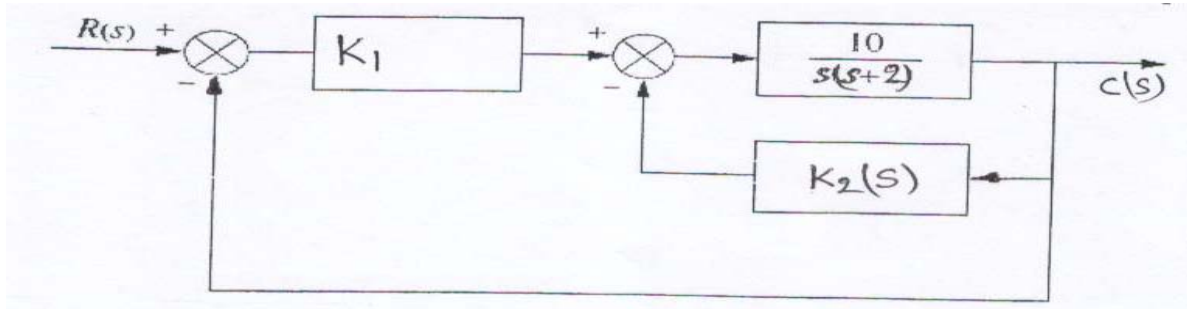 R(s) +
-
K1
+
-
10
s(s+2)
C(S)
K2(S)